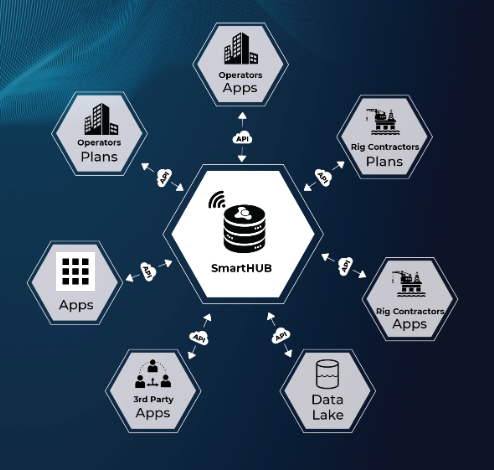 Operators
Apps
API
Operators
Plans
API
Rig Contractors
Plans
API
SmartHUB
Apps
API
Rig Contractors
Apps
API
3rd Party
Apps
API
Data
Lake
API